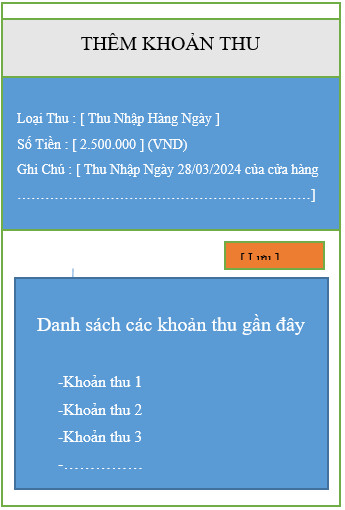 THÊM KHOẢN THU
Loại Thu : [ Thu Nhập Hàng Ngày ]
Số Tiền : [ 2.500.000 ] (VND)
Ghi Chú : [ Thu Nhập Ngày 28/03/2024 của cửa hàng
……………………………………………………….]
[ Lưu ]
Danh sách các khoản thu gần đây
-Khoản thu 1
-Khoản thu 2
-Khoản thu 3
-……………